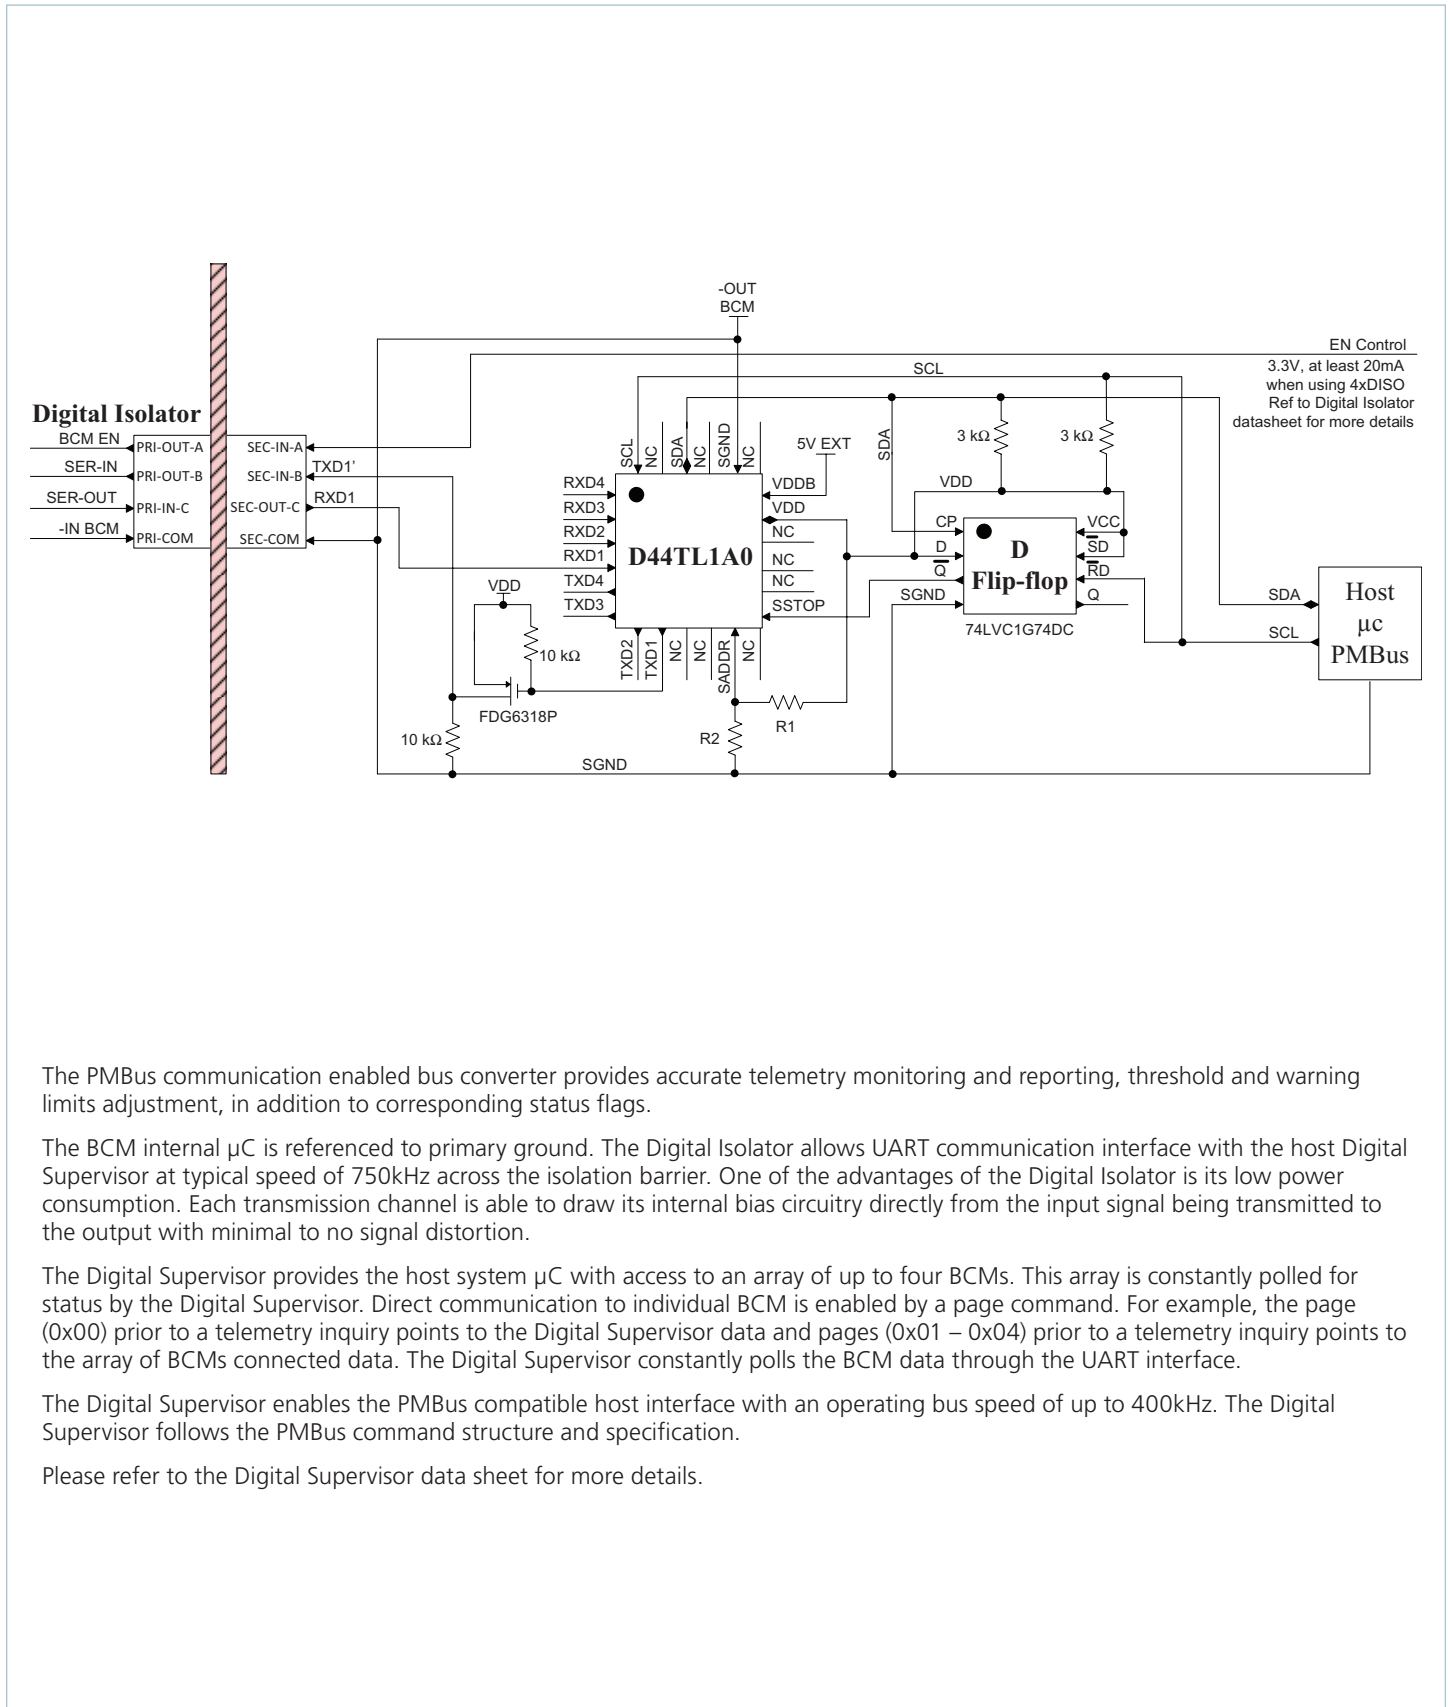 -OUT
BCM
EN Control
3.3V, at least 20mA
when using 4xDISO
Ref to Digital Isolator
datasheet for more details
SCL
Digital Isolator
BCM EN
PRI-OUT-A
SEC-IN-A
SER-IN
PRI-OUT-B
SEC-IN-B
TXD1'
SER-OUT
PRI-IN-C
SEC-OUT-C
RXD1
-IN BCM
PRI-COM
SEC-COM
SCL
NC
SDA
NC
SGND
NC
5V EXT
SDA
3 kΩ
3 kΩ
RXD4
RXD3
RXD2
RXD1
TXD4
TXD3
D44TL1A0
VDDB
VDD
NC
NC
NC
SSTOP
TXD2
TXD1
NC
NC
SADDR
NC
VDD
CP
D
Q
SGND
D
Flip-flop
VCC
SD
RD
Q
74LVC1G74DC
SDA
SCL
Host
µc
PMBus
VDD
10 kΩ
FDG6318P
10 kΩ
R1
R2
SGND
The PMBus communication enabled bus converter provides accurate telemetry monitoring and reporting, threshold and warning
limits adjustment, in addition to corresponding status flags.
The BCM internal µC is referenced to primary ground. The Digital Isolator allows UART communication interface with the host Digital
Supervisor at typical speed of 750kHz across the isolation barrier. One of the advantages of the Digital Isolator is its low power
consumption. Each transmission channel is able to draw its internal bias circuitry directly from the input signal being transmitted to
the output with minimal to no signal distortion.
The Digital Supervisor provides the host system µC with access to an array of up to four BCMs. This array is constantly polled for
status by the Digital Supervisor. Direct communication to individual BCM is enabled by a page command. For example, the page
(0x00) prior to a telemetry inquiry points to the Digital Supervisor data and pages (0x01 – 0x04) prior to a telemetry inquiry points to
the array of BCMs connected data. The Digital Supervisor constantly polls the BCM data through the UART interface.
The Digital Supervisor enables the PMBus compatible host interface with an operating bus speed of up to 400kHz. The Digital
Supervisor follows the PMBus command structure and specification.
Please refer to the Digital Supervisor data sheet for more details.